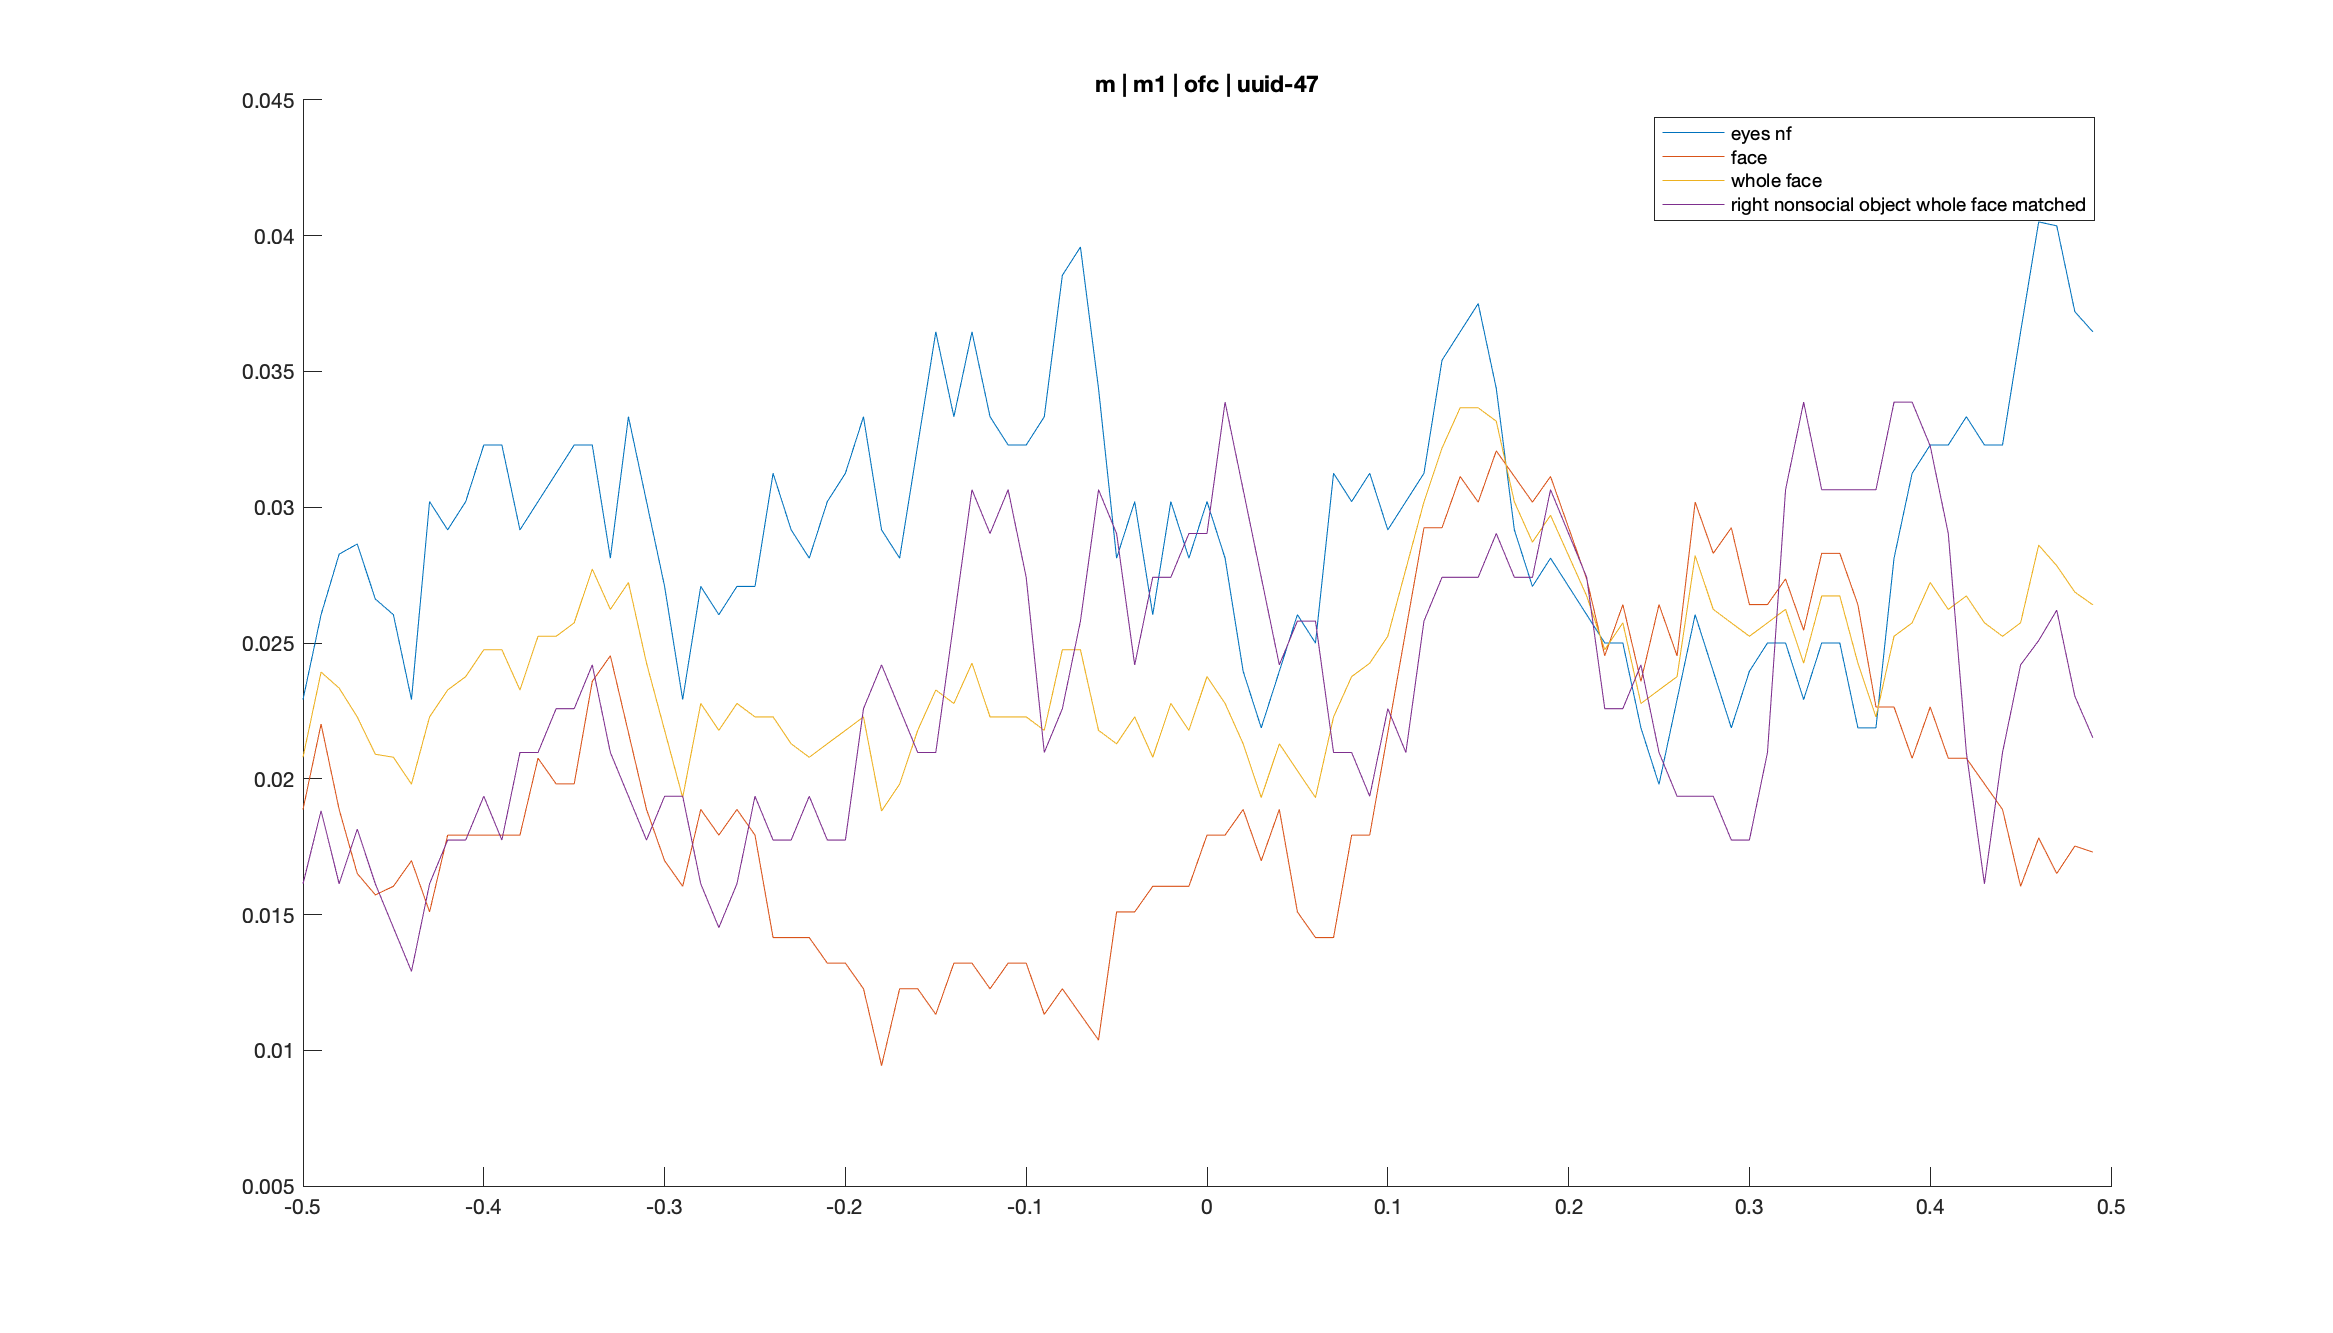 m | m1 | ofc | uuid-47
0.045
0.04
0.035
0.03
0.025
0.02
0.015
0.01
0.005
-0.5 -0.4 -0.3 -0.2 -0.1 0 0.1 0.2 0.3 0.4 0.5
eyes nf
face
whole face
right nonsocial object whole face matched